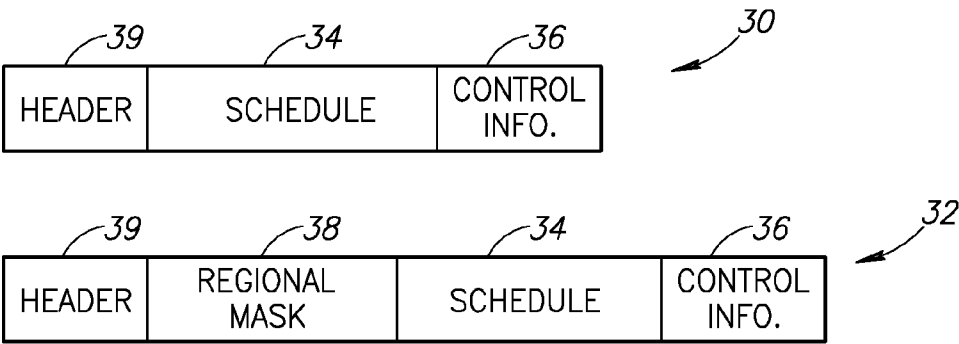 39 34 36 30
HEADER SCHEDULE CONTROL INFO.
39 38 34 36 32
HEADER REGIONAL MASK SCHEDULE CONTROL INFO.